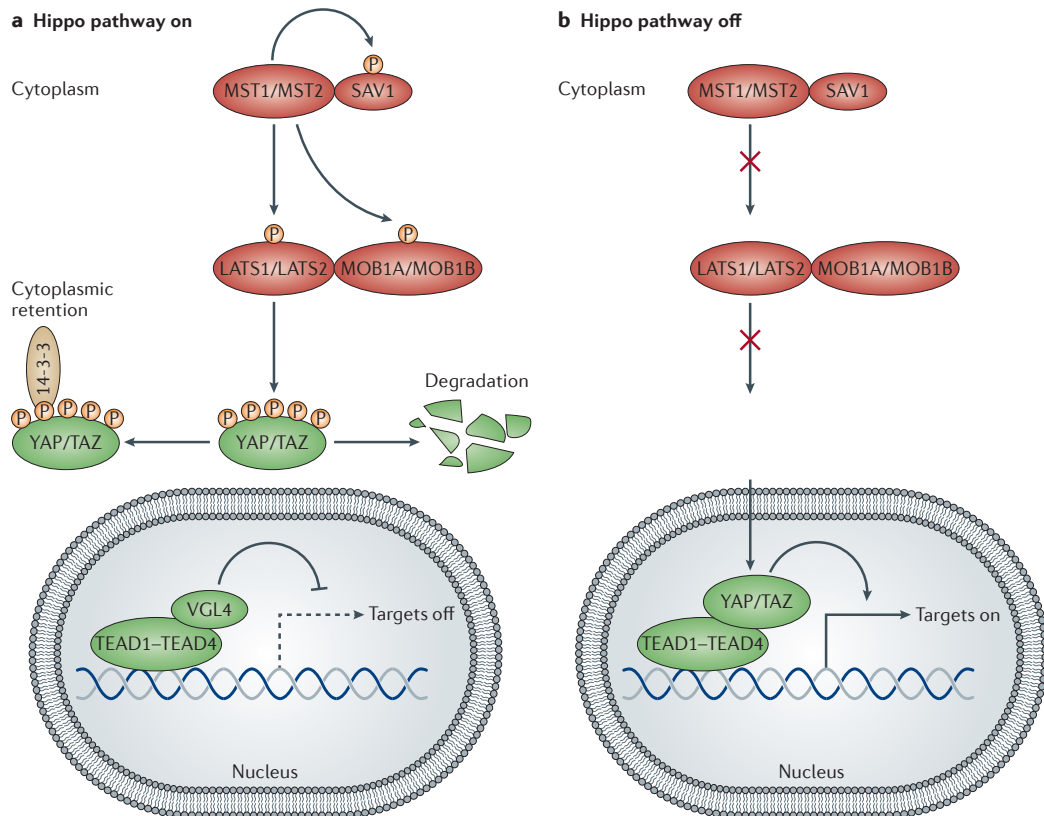 a Hippo pathway on
Cytoplasm
P
MST1/MST2
SAV1
P
P
LATS1/LATS2
MOB1A/MOB1B
Cytoplasmic
retention
14-3-3
P P P P P
YAP/TAZ
P P P P P
YAP/TAZ
Degradation
VGL4
TEAD1–TEAD4
Targets off
Nucleus
b Hippo pathway off
Cytoplasm
MST1/MST2
SAV1
LATS1/LATS2
MOB1A/MOB1B
YAP/TAZ
TEAD1–TEAD4
Targets on
Nucleus